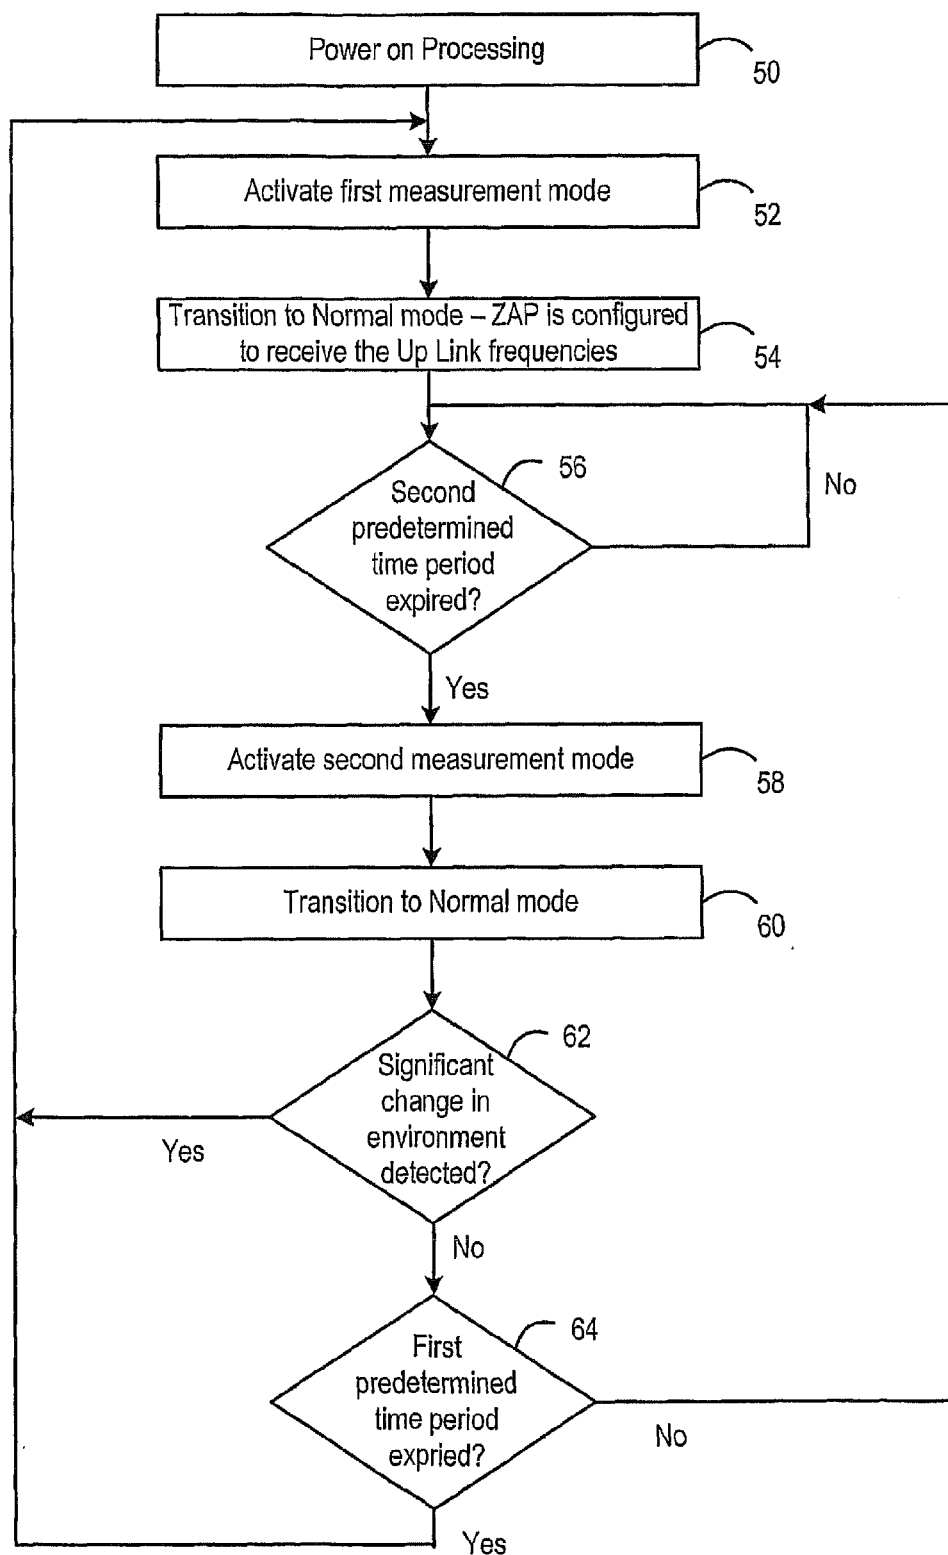 Power on Processing
50
Activate first measurement mode
52
Transition to Normal mode – ZAP is configured
to receive the Up Link frequencies
54
56
Second
predetermined
time period
expired?
No
Yes
Activate second measurement mode
58
Transition to Normal mode
60
62
Significant
change in
environment
detected?
Yes
No
64
First
predetermined
time period
expried?
No
Yes